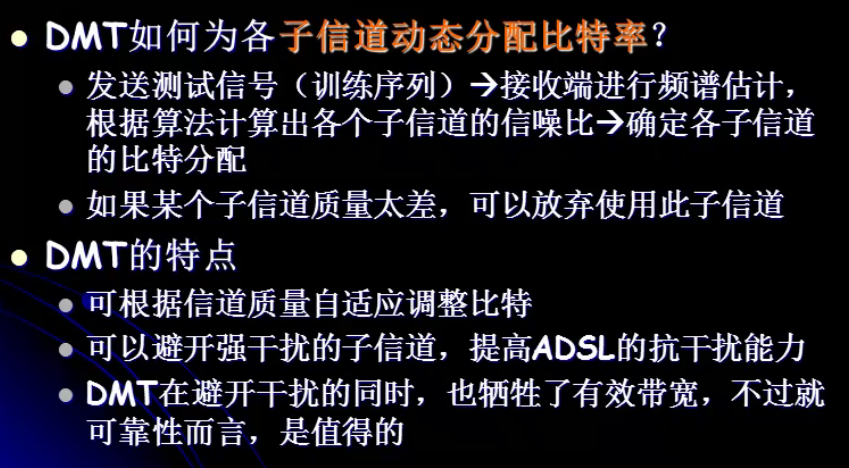 DMT如何为各子信道动态分配比特率？
发送测试信号（训练序列）→接收端进行频谱估计，
根据算法计算出各个子信道的信噪比→确定各子信道
的比特分配
如果某个子信道质量太差，可以放弃使用此子信道
DMT的特点
可根据信道质量自适应调整比特
可以避开强干扰的子信道，提高ADSL的抗干扰能力
DMT在避开干扰的同时，也牺牲了有效带宽，不过就
可靠性而言，是值得的